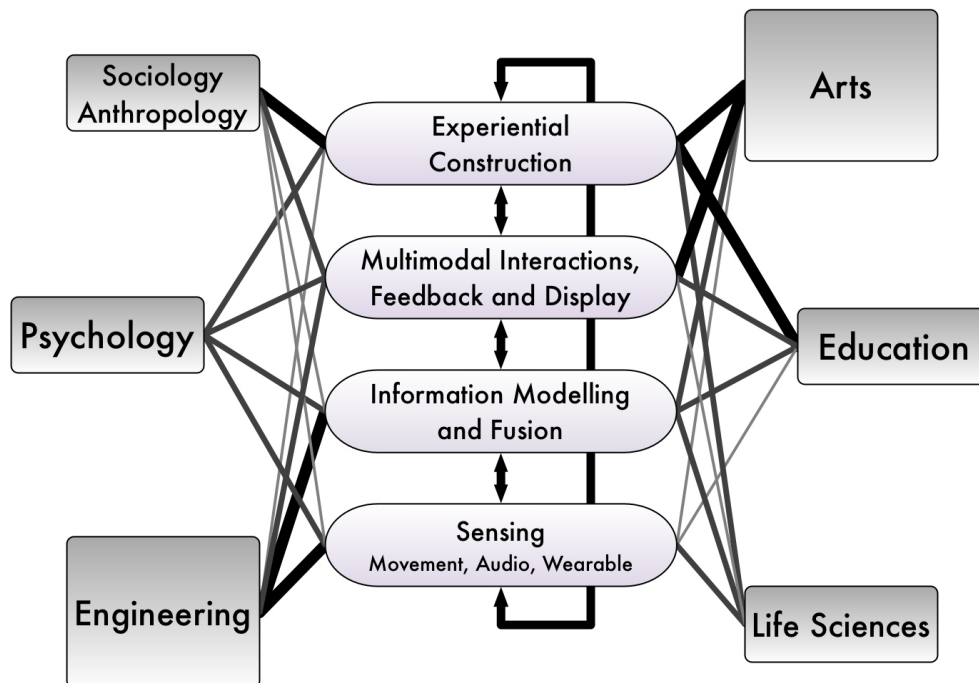 Sociology
Anthropology
Psychology
Engineering
Experiential
Construction
Multimodal Interactions,
Feedback and Display
Information Modelling
and Fusion
Sensing
Movement, Audio, Wearable
Arts
Education
Life Sciences